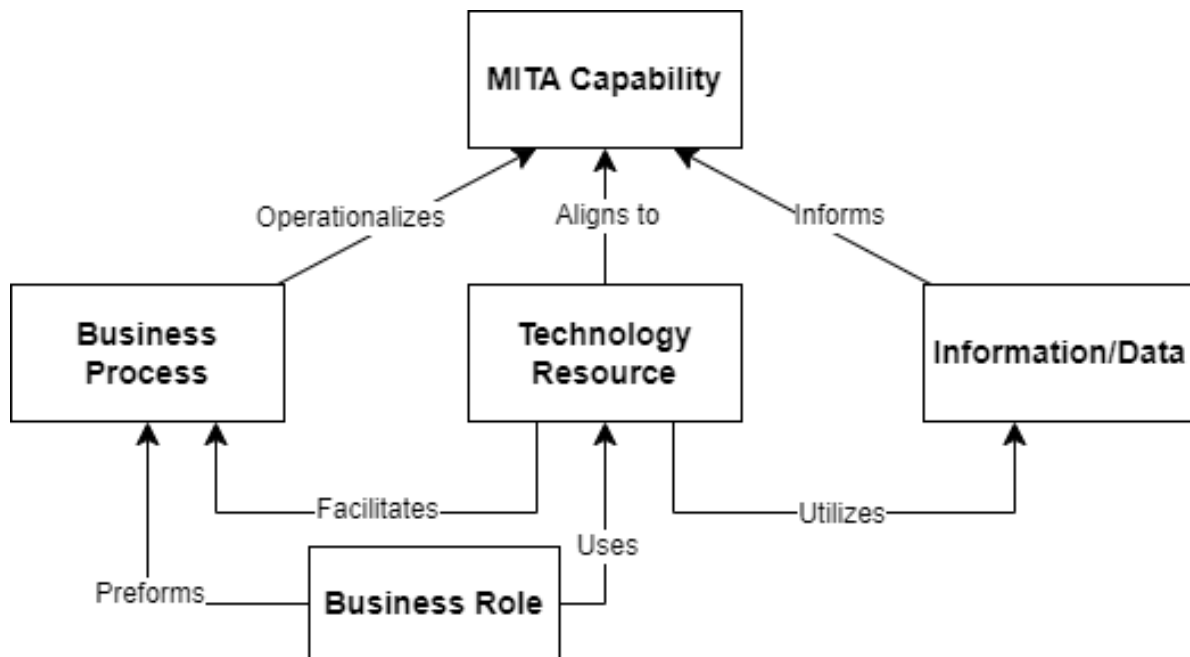 MITA Capability
Operationalizes
Aligns to
Informs
Business
Process
Technology
Resource
Information/Data
Facilitates
Utilizes
Uses
Preforms
Business Role